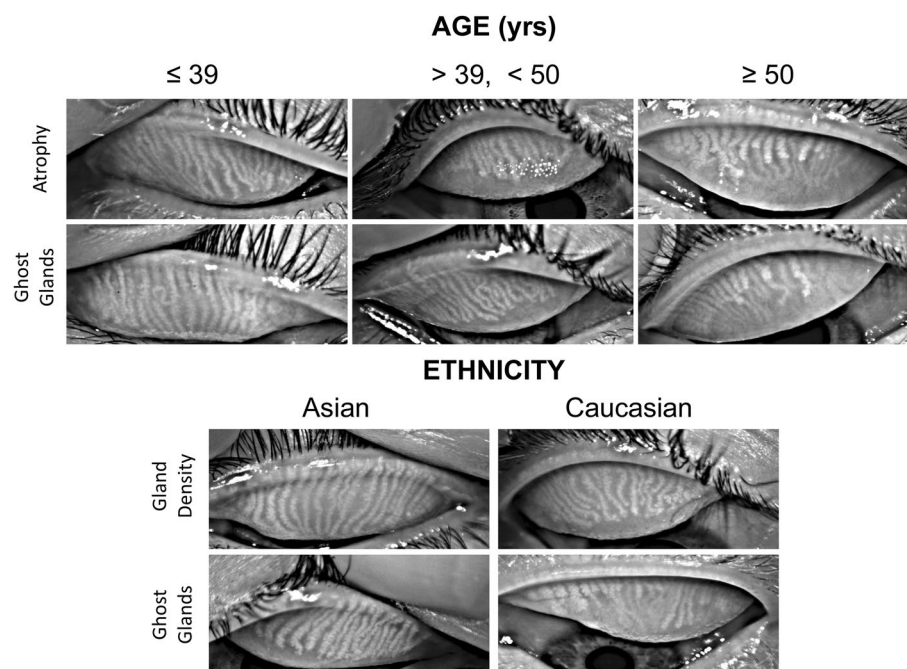 AGE (yrs)
≤ 39
> 39, < 50
≥ 50
Atrophy
Ghost
Glands
ETHNICITY
Asian
Caucasian
Gland
Density
Ghost
Glands